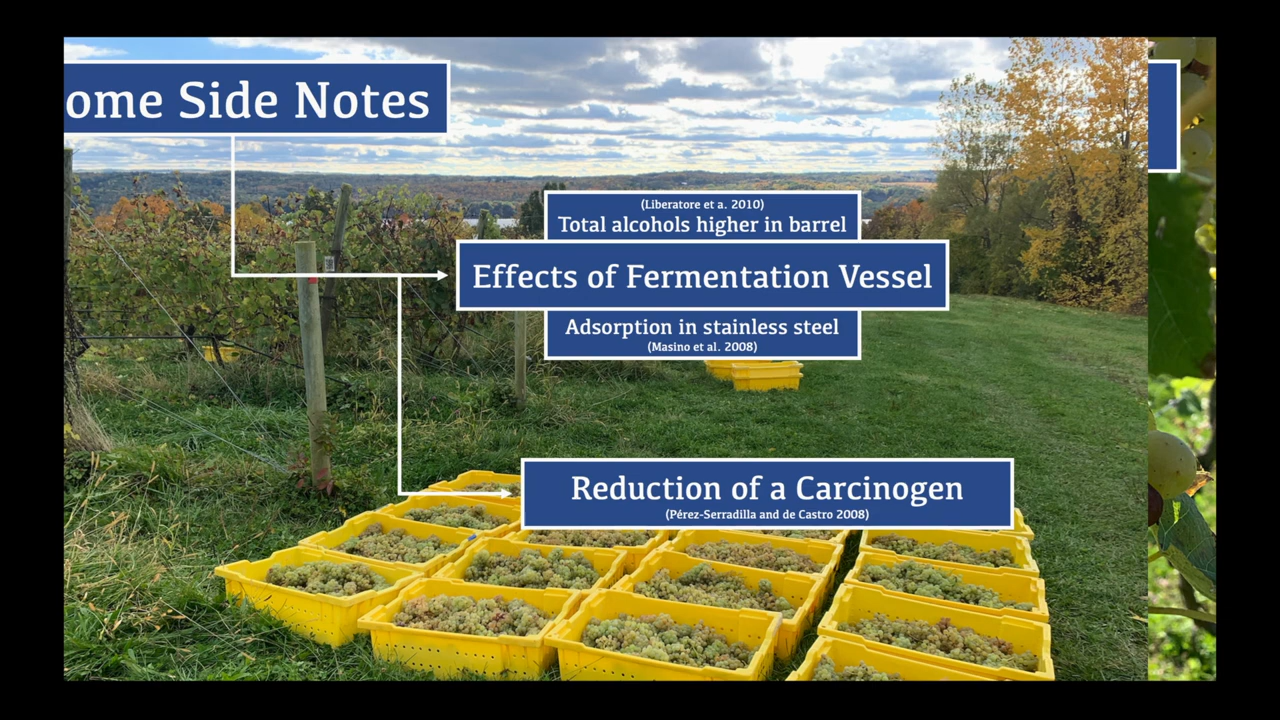 ome Side Notes
(Liberatore et a. 2010)
Total alcohols higher in barrel
Effects of Fermentation Vessel
Adsorption in stainless steel
(Masino et al. 2008)
Reduction of a Carcinogen
(Pérez-Serradilla and de Castro 2008)